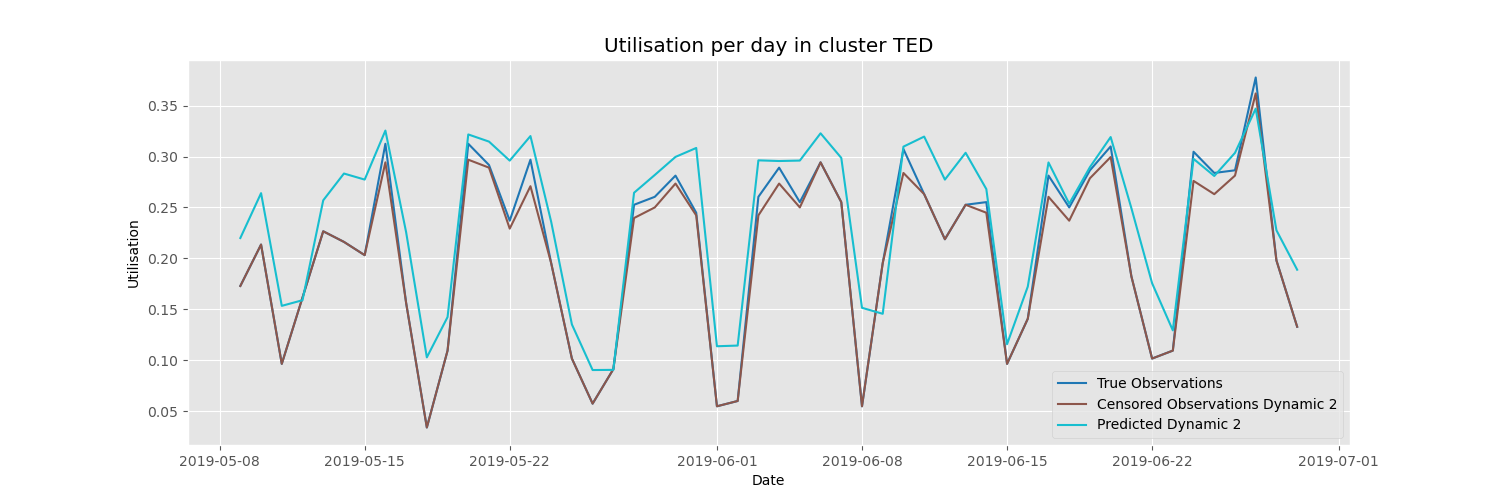 Utilisation per day in cluster TED
Utilisation
0.35
0.30
0.25
0.20
0.15
0.10
0.05
True Observations
Censored Observations Dynamic 2
Predicted Dynamic 2
2019-05-08 2019-05-15 2019-05-22 2019-06-01 2019-06-08 2019-06-15 2019-06-22 2019-07-01
Date